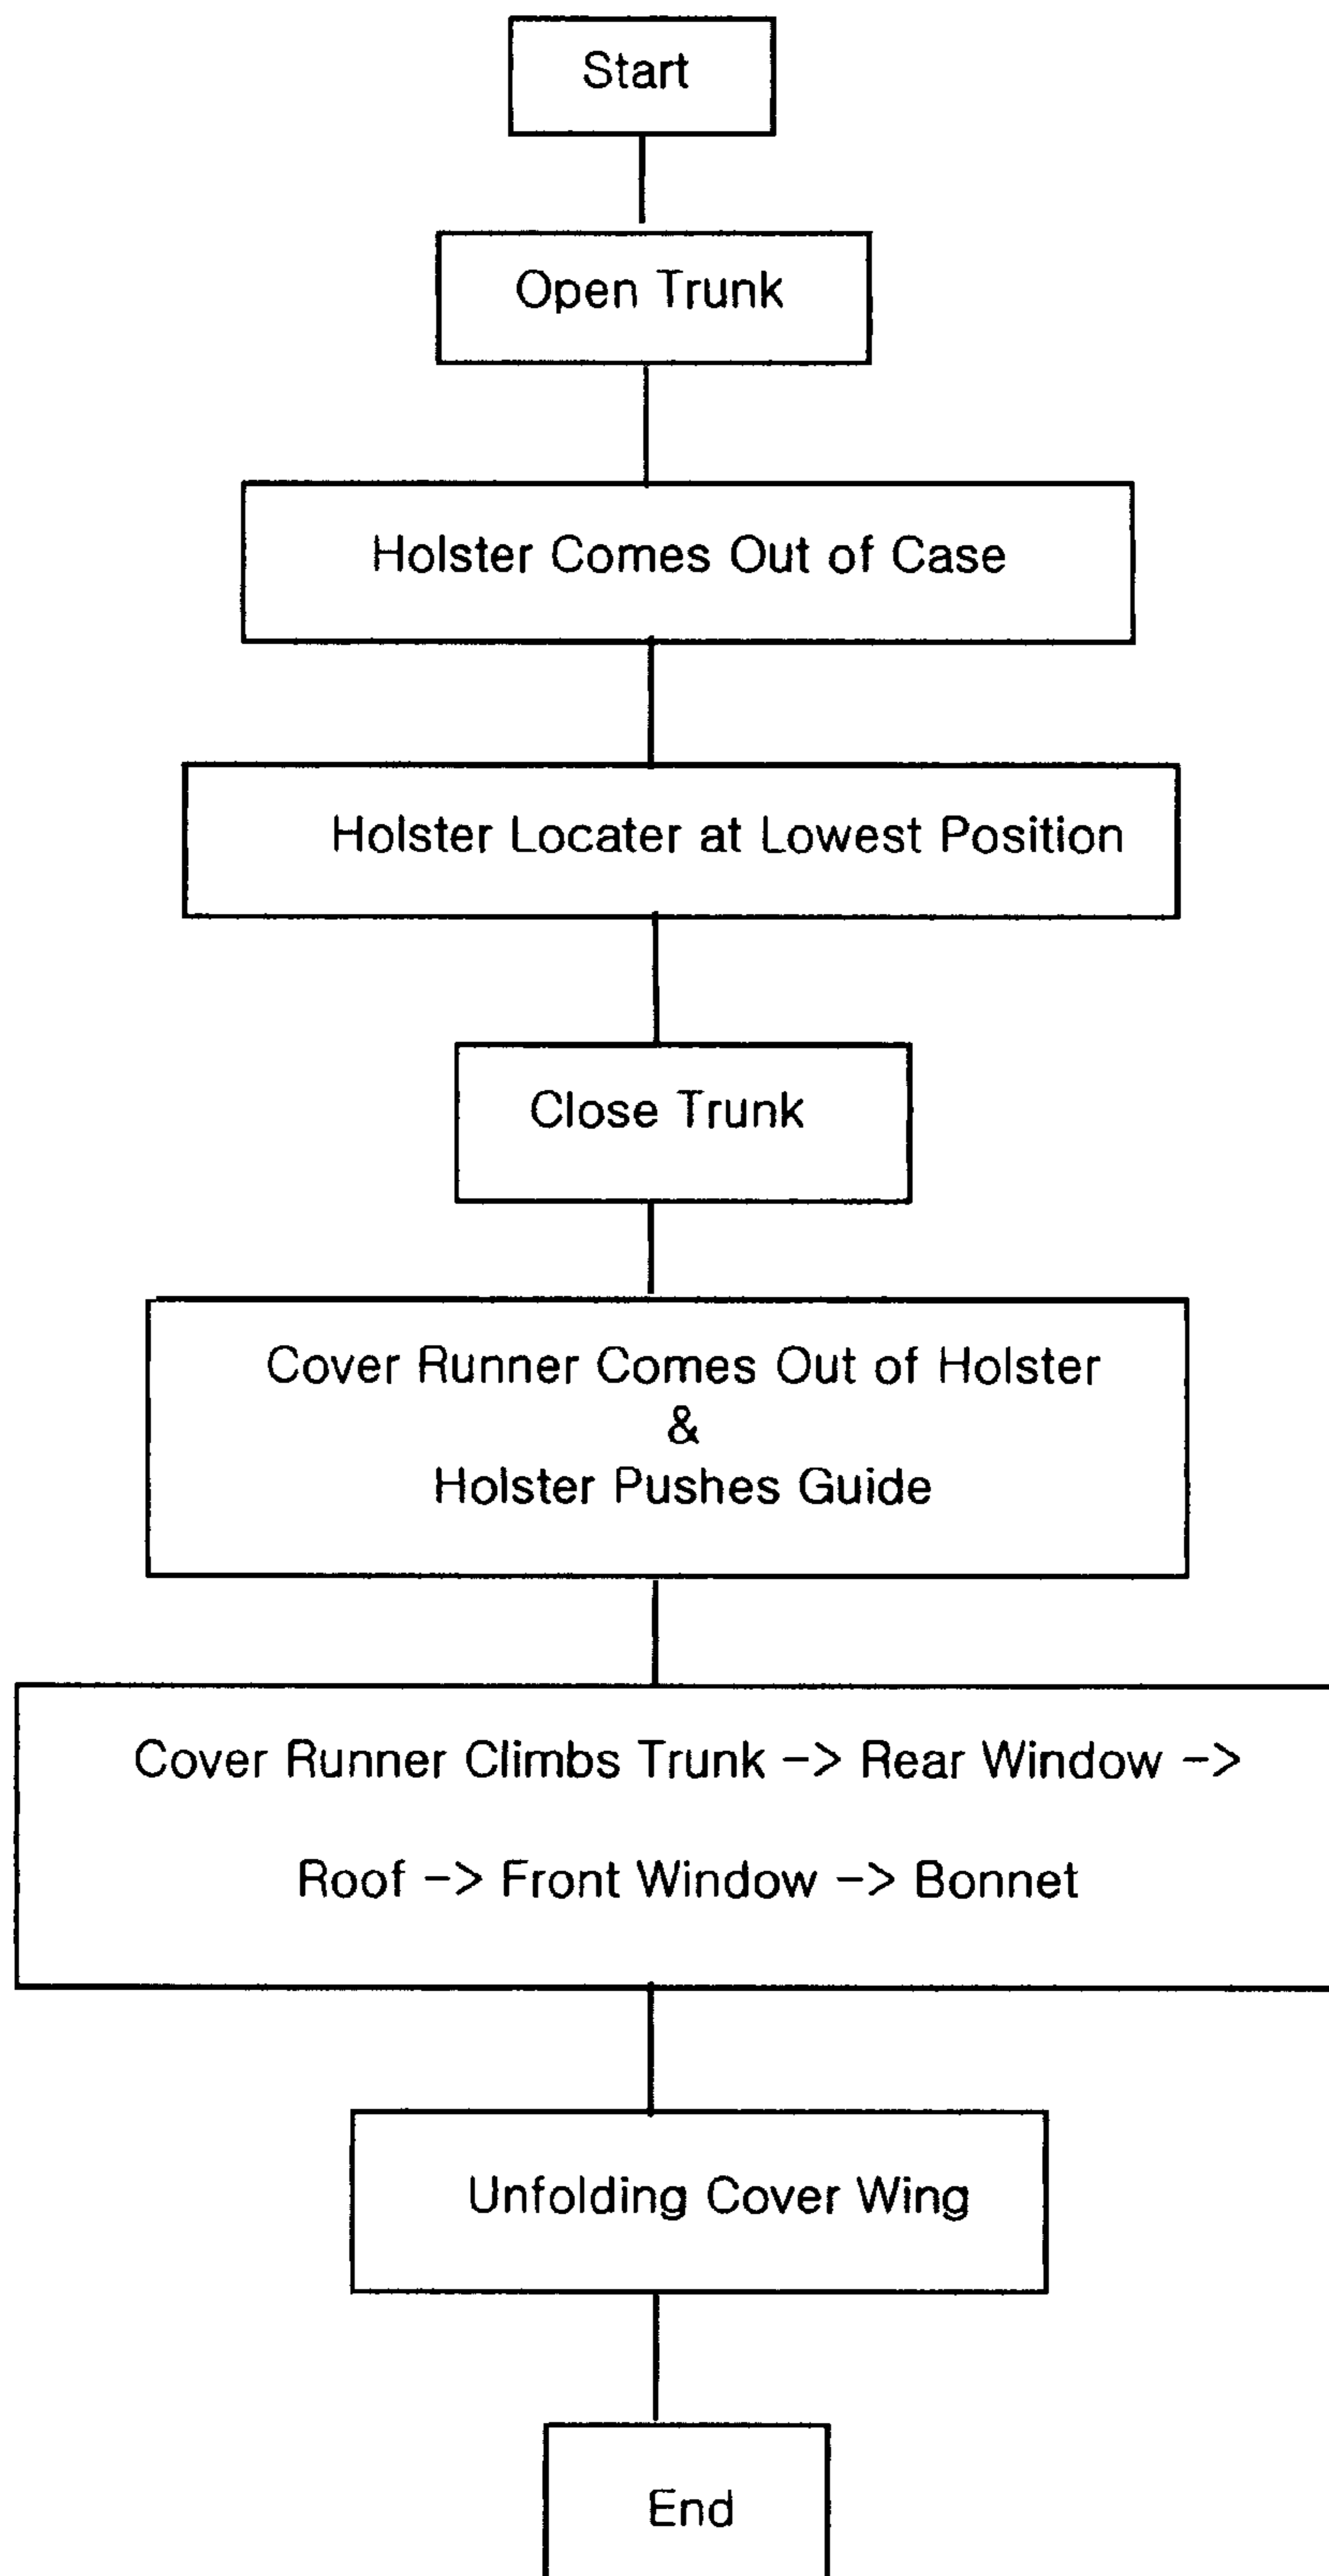 Start
Open Trunk
Holster Comes Out of Case
Holster Locater at Lowest Position
Close Trunk
Cover Runner Comes Out of Holster
&
Holster Pushes Guide
Cover Runner Climbs Trunk -> Rear Window ->
Roof -> Front Window -> Bonnet
Unfolding Cover Wing
End